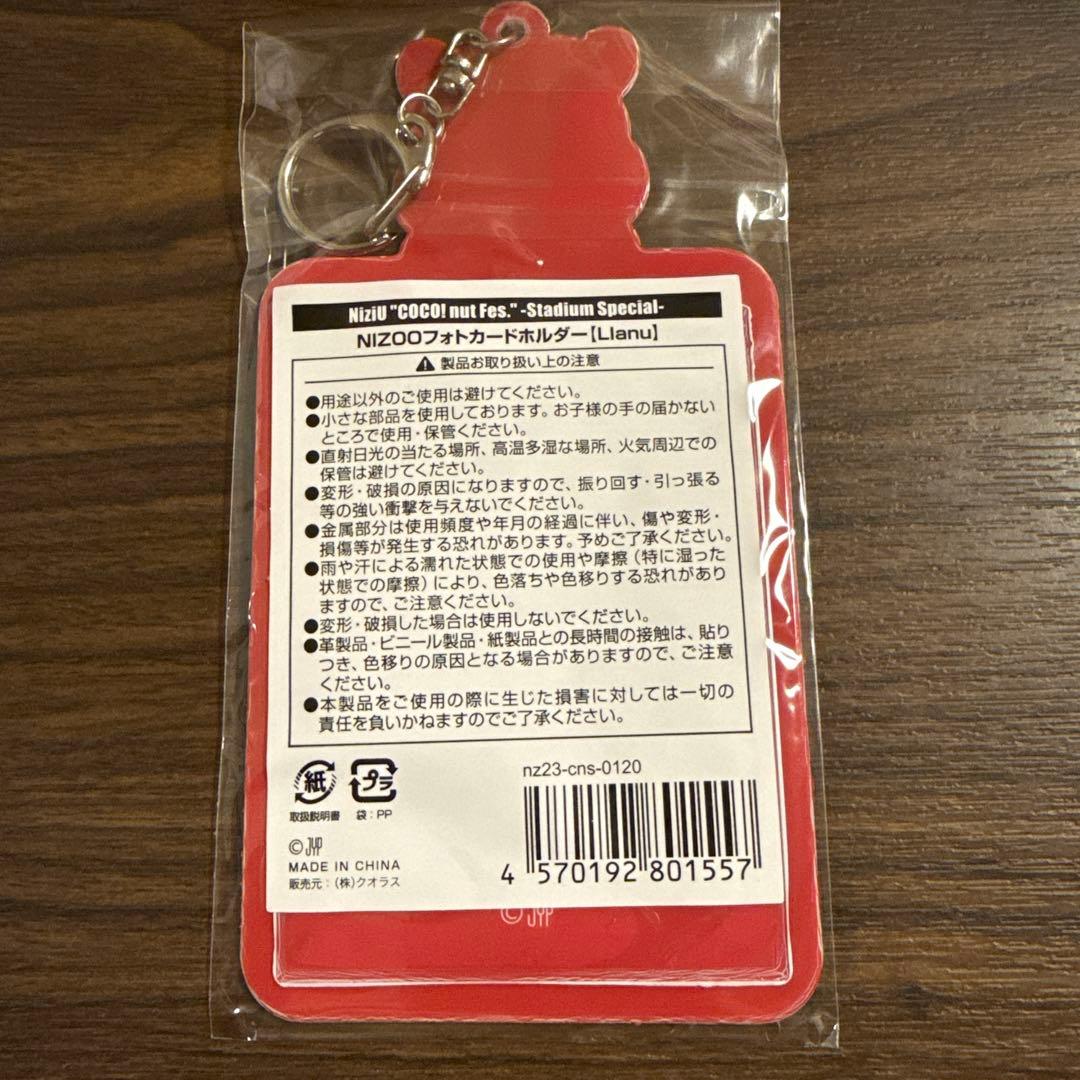 NiziU "COCO! nut Fes." -Stadium Special-
NIZOOフォトカードホルダー【Llanu】
製品お取り扱い上の注意
●用途以外のご使用は避けてください。
●小さな部品を使用しております。お子様の手の届かない
ところで使用・保管ください。
●直射日光の当たる場所、高温多湿な場所、火気周辺での
保管は避けてください。
●変形・破損の原因になりますので、振り回す・引っ張る
等の強い衝撃を与えないでください。
●金属部分は使用頻度や年月の経過に伴い、傷や変形・
損傷等が発生する恐れがあります。予めご了承ください。
●雨や汗による濡れた状態での使用や摩擦（特に湿った
状態での摩擦）により、色落ちや色移りする恐れがあり
ますので、ご注意ください。
●変形・破損した場合は使用しないでください。
●革製品・ビニール製品・紙製品との長時間の接触は、貼り
つき、色移りの原因となる場合がありますので、ご注意
ください。
●本製品をご使用の際に生じた損害に対しては一切の
責任を負いかねますのでご了承ください。
紙 プラ
取扱説明書 袋：PP
nz23-cns-0120
©JYP
MADE IN CHINA
販売元：（株）クオラス
4 570192 801557
©JYP